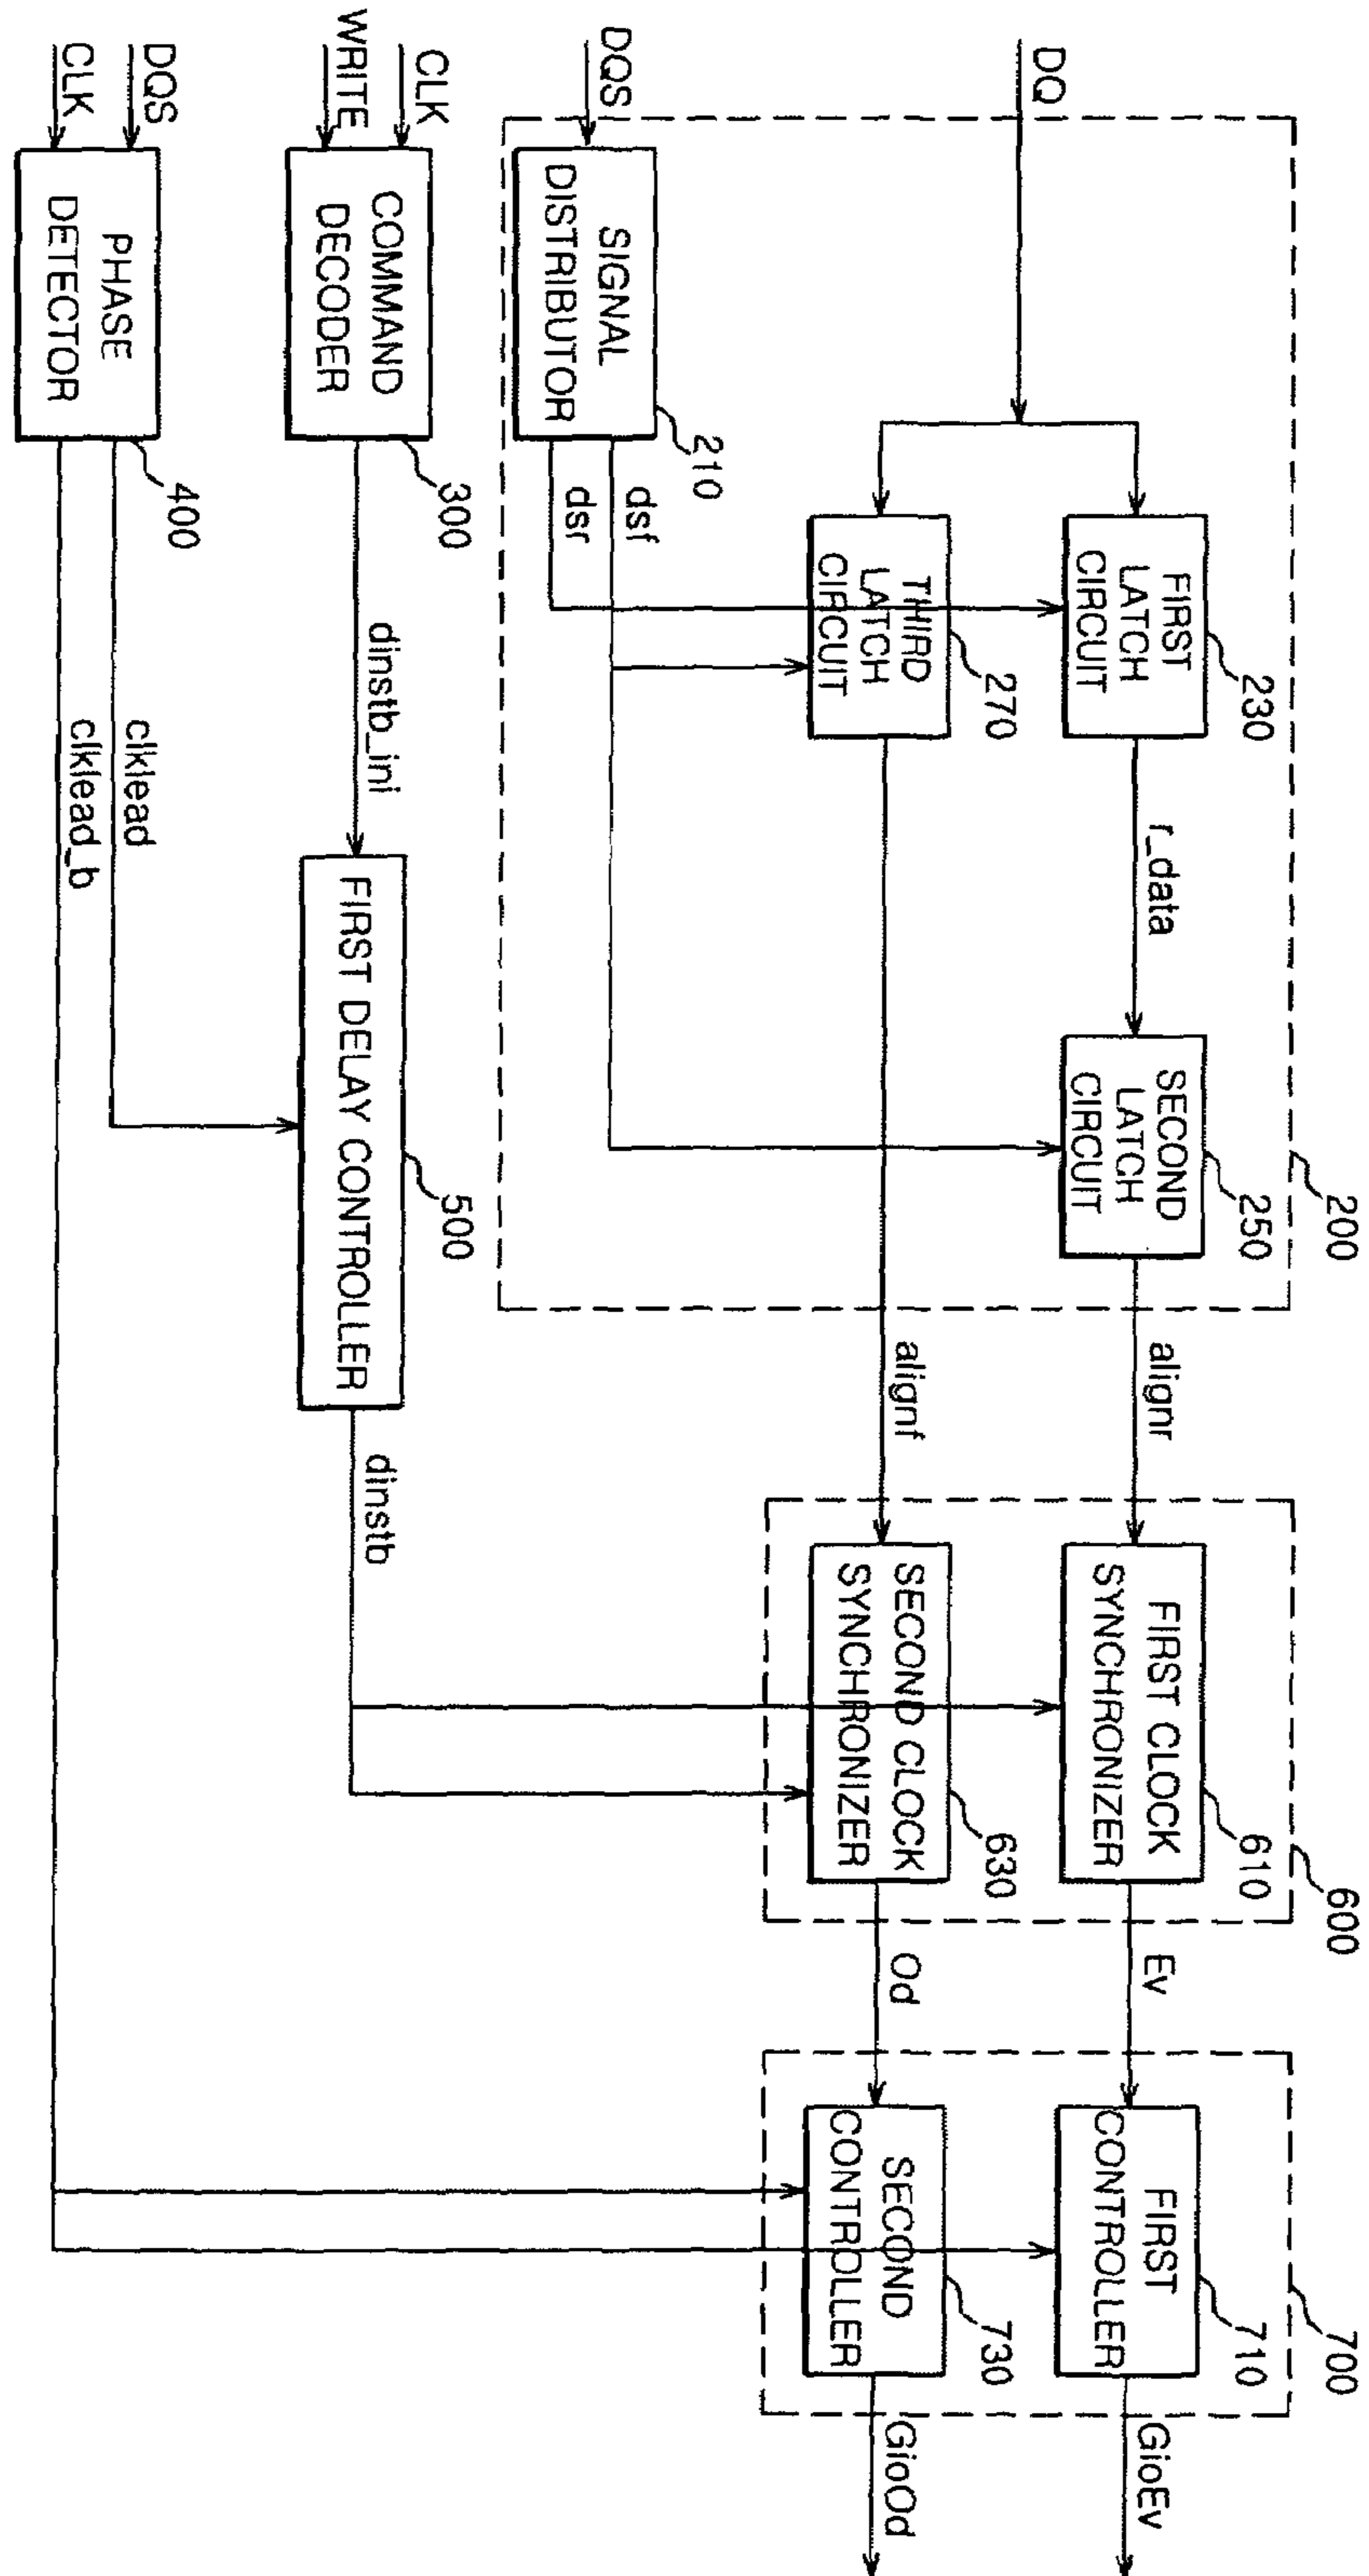 200
600
700
DQ
FIRST
LATCH
CIRCUIT
230
r_data
SECOND
LATCH
CIRCUIT
250
alignr
FIRST CLOCK
SYNCHRONIZER
610
Ev
FIRST
CONTROLLER
710
GioEv
THIRD
LATCH
CIRCUIT
270
alignf
SECOND CLOCK
SYNCHRONIZER
630
Od
SECOND
CONTROLLER
730
GioOd
DQS
SIGNAL
DISTRIBUTOR
210
dsf
dsr
CLK
WRITE
COMMAND
DECODER
300
dinstb_ini
FIRST DELAY CONTROLLER
500
dinstb
DQS
CLK
PHASE
DETECTOR
400
clklead
clklead_b